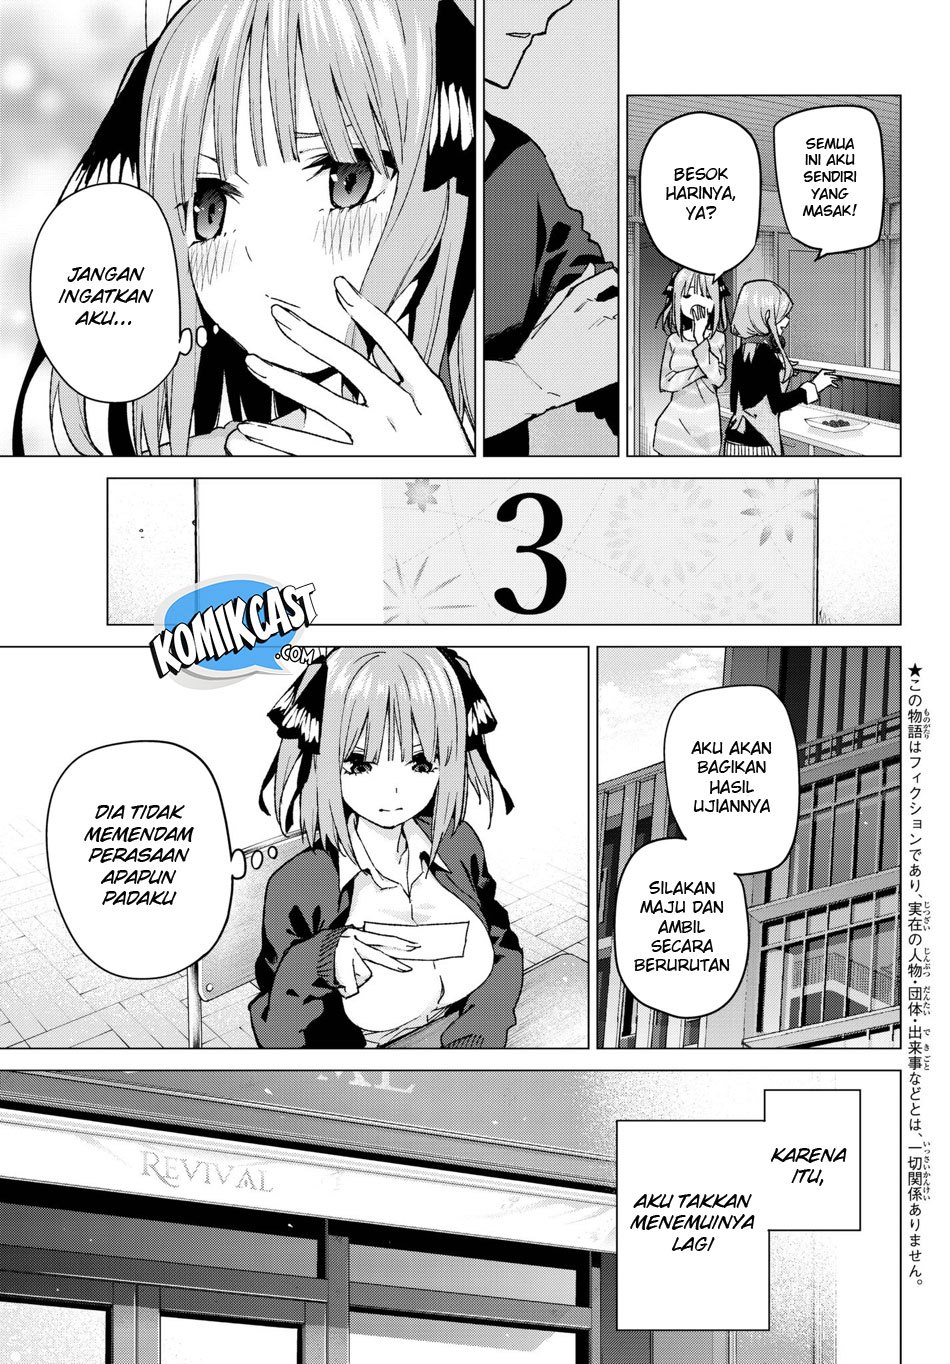 SEMUA
INI AKU
SENDIRI
YANG
MASAK!
BESOK
HARINYA,
YA?
JANGAN
INGATKAN
AKU...
3
KOMIKCAST
.COM
AKU AKAN
BAGIKAN
HASIL
UJIANNYA
SILAKAN
MAJU DAN
AMBIL
SECARA
BERURUTAN
DIA TIDAK
MEMENDAM
PERASAAN
APAPUN
PADAKU
KARENA
ITU,
AKU TAKKAN
MENEMUINYA
LAGI
REVIVAL
★この物語はフィクションであり、実在の人物・団体・出来事などとは、一切関係ありません。